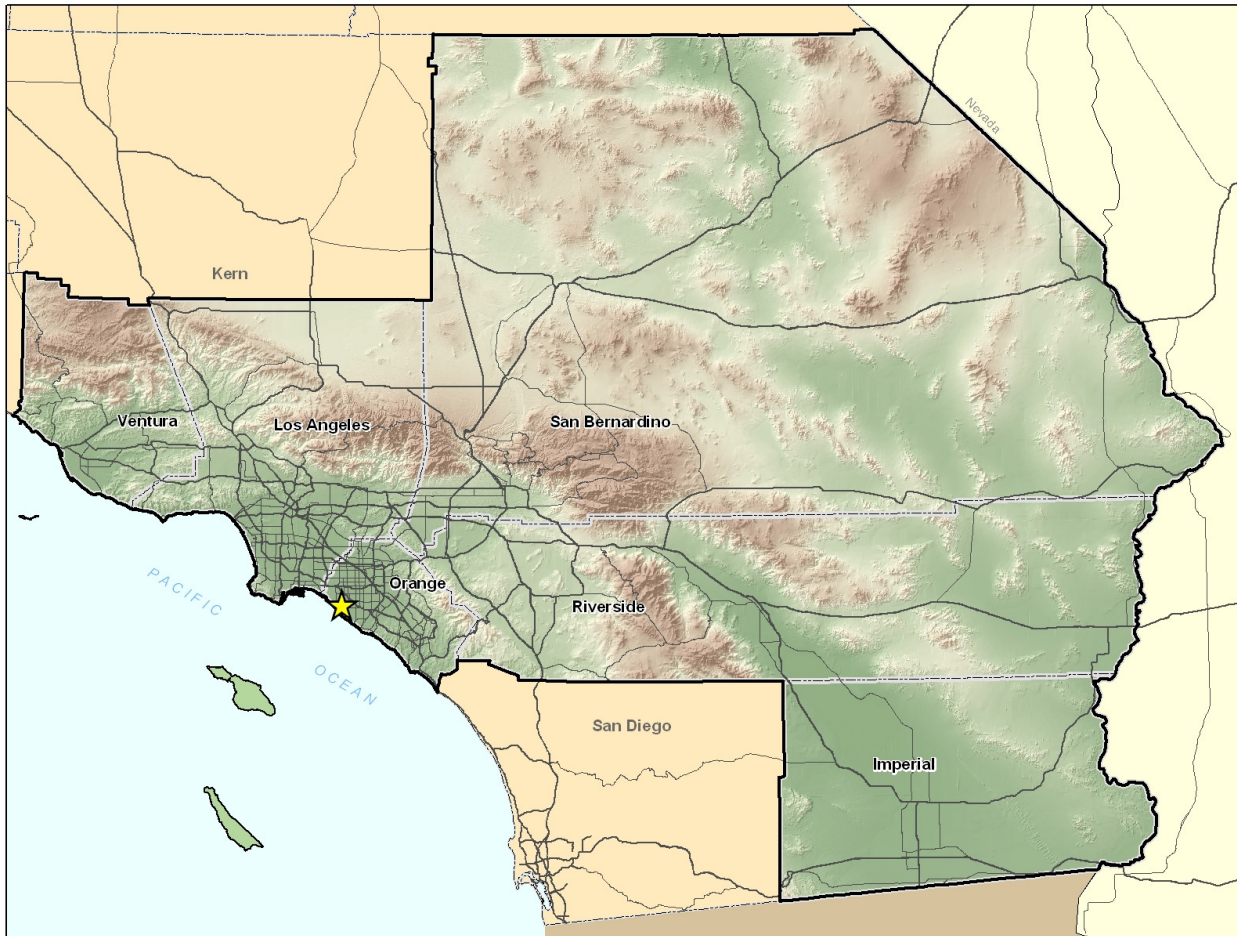 Nevada
Kern
Ventura
Los Angeles
San Bernardino
PACIFIC
OCEAN
Orange
Riverside
San Diego
Imperial